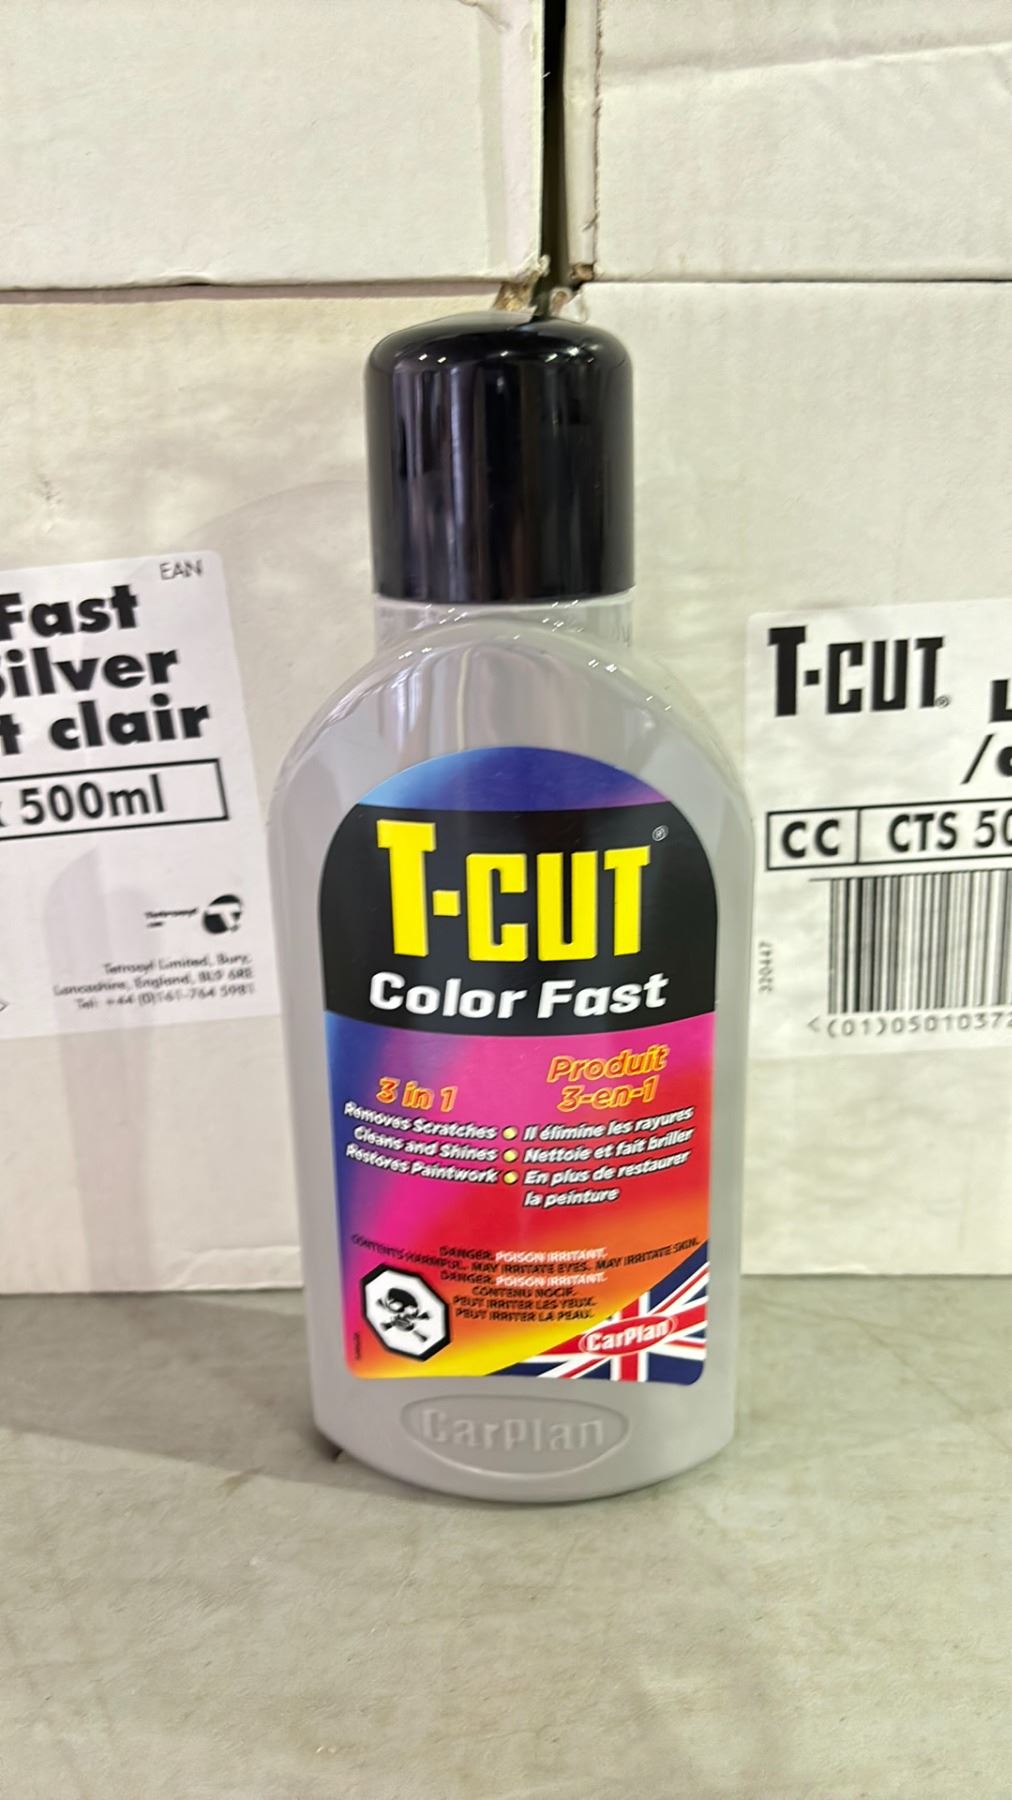 EAN
Fast
Silver
t clair
x 500ml
Tetrosyl Limited, Bury,
Lancashire, England, BL9 6RE
Tel: +44 (0)161-764 5981
T-CUT®
CC CTS 50
320447
<(01)0501037
T-CUT®
Color Fast
3 in 1
Removes Scratches
Cleans and Shines
Restores Paintwork
Produit
3-en-1
Il élimine les rayures
Nettoie et fait briller
En plus de restaurer
la peinture
DANGER. POISON IRRITANT.
CONTENTS HARMFUL. MAY IRRITATE EYES. MAY IRRITATE SKIN.
DANGER. POISON IRRITANT.
CONTENU NOCIF.
PEUT IRRITER LES YEUX.
PEUT IRRITER LA PEAU.
CarPlan
CarPlan